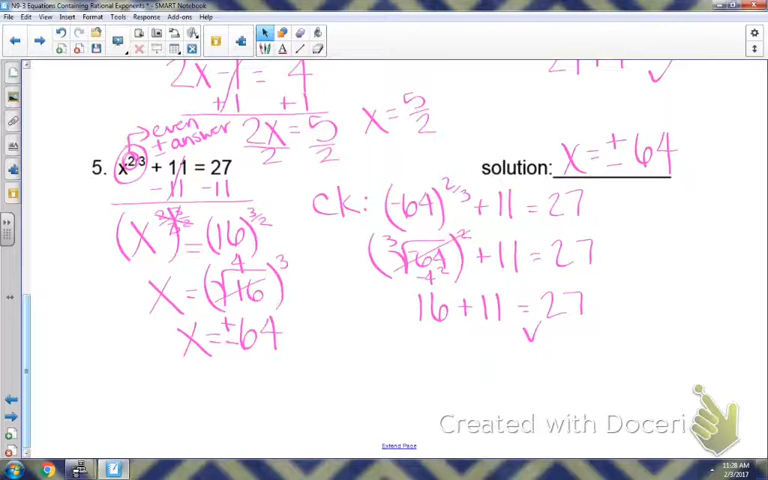 N9-3 Equations Containing Rational Exponents * - SMART Notebook
File Edit View Insert Format Tools Add-ons Response Help
2x - 1 = 4
+1 +1
2x = 5
2 2
x = 5/2
even
± answer
5. x^2/3 + 11 = 27
-11 -11
solution: x = ±64
(x^2/3)^3/2 = (16)^3/2
x = (√16)^3
4
x = ±64
ck: (-64)^2/3 + 11 = 27
(³√-64)^2 + 11 = 27
-4^2
16 + 11 = 27 ✓
Created with Doceri
Extend Page
11:28 AM
2/3/2017